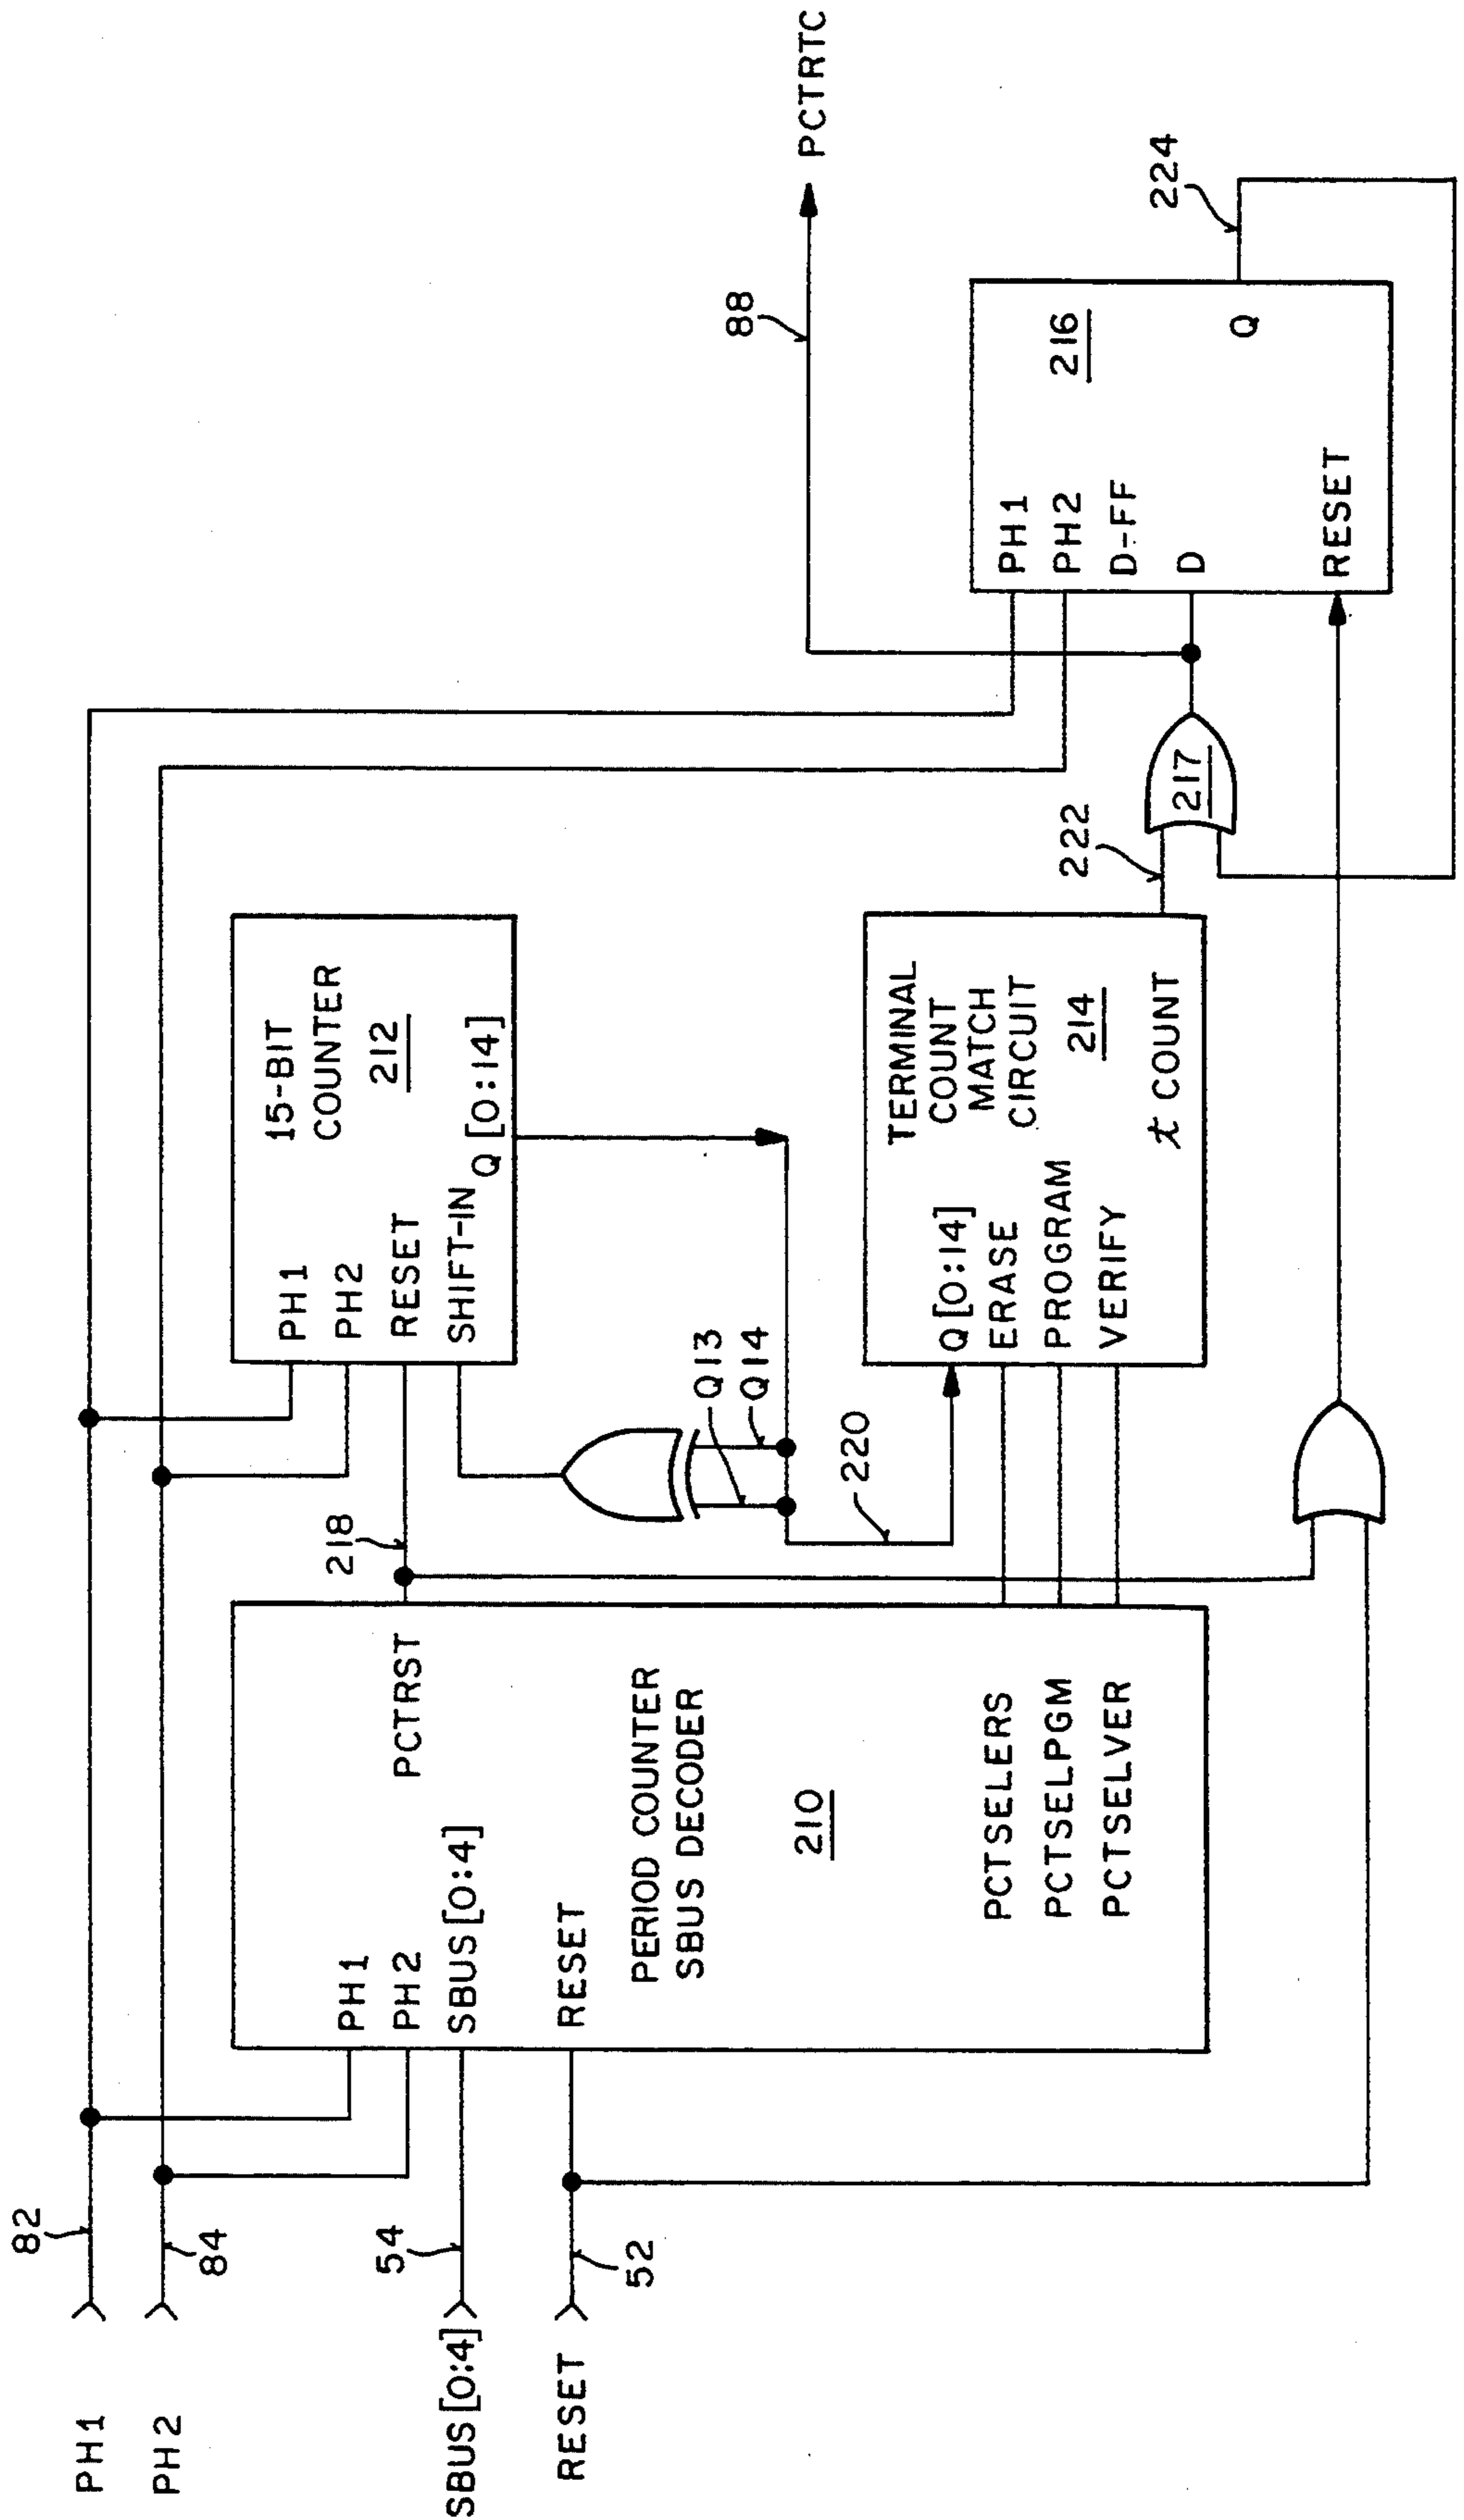 PH1
82
PH2
84
SBUS[0:4]
54
RESET
52
PH1
PH2
SBUS[0:4]
RESET
PCTRST
PERIOD COUNTER
SBUS DECODER
210
PCTSELERS
PCTSELPGM
PCTSELVER
218
Q13
Q14
220
15-BIT
COUNTER
212
PH1
PH2
RESET
SHIFT-IN
Q [0:14]
TERMINAL
COUNT
MATCH
CIRCUIT
214
Q[0:14]
ERASE
PROGRAM
VERIFY
COUNT
222
217
88
PCTRTC
PH1
PH2
D-FF
D
RESET
216
Q
224